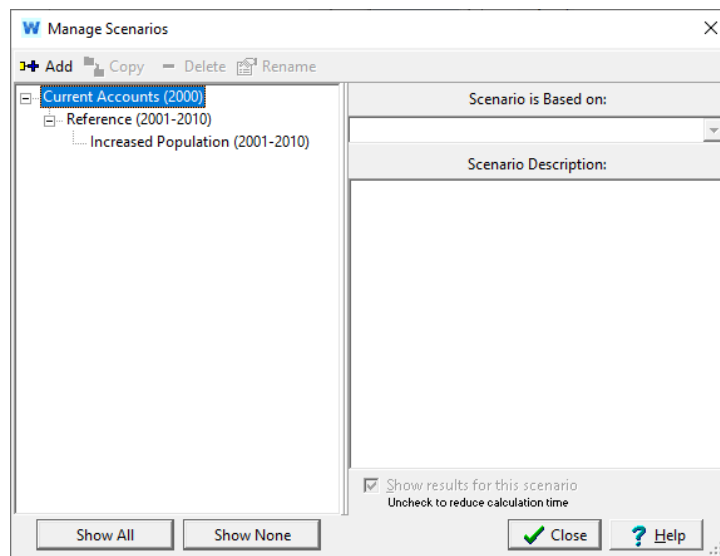 W Manage Scenarios
Add Copy Delete Rename
Current Accounts (2000)
Reference (2001-2010)
Increased Population (2001-2010)
Scenario is Based on:
Scenario Description:
Show results for this scenario
Uncheck to reduce calculation time
Show All Show None Close ? Help